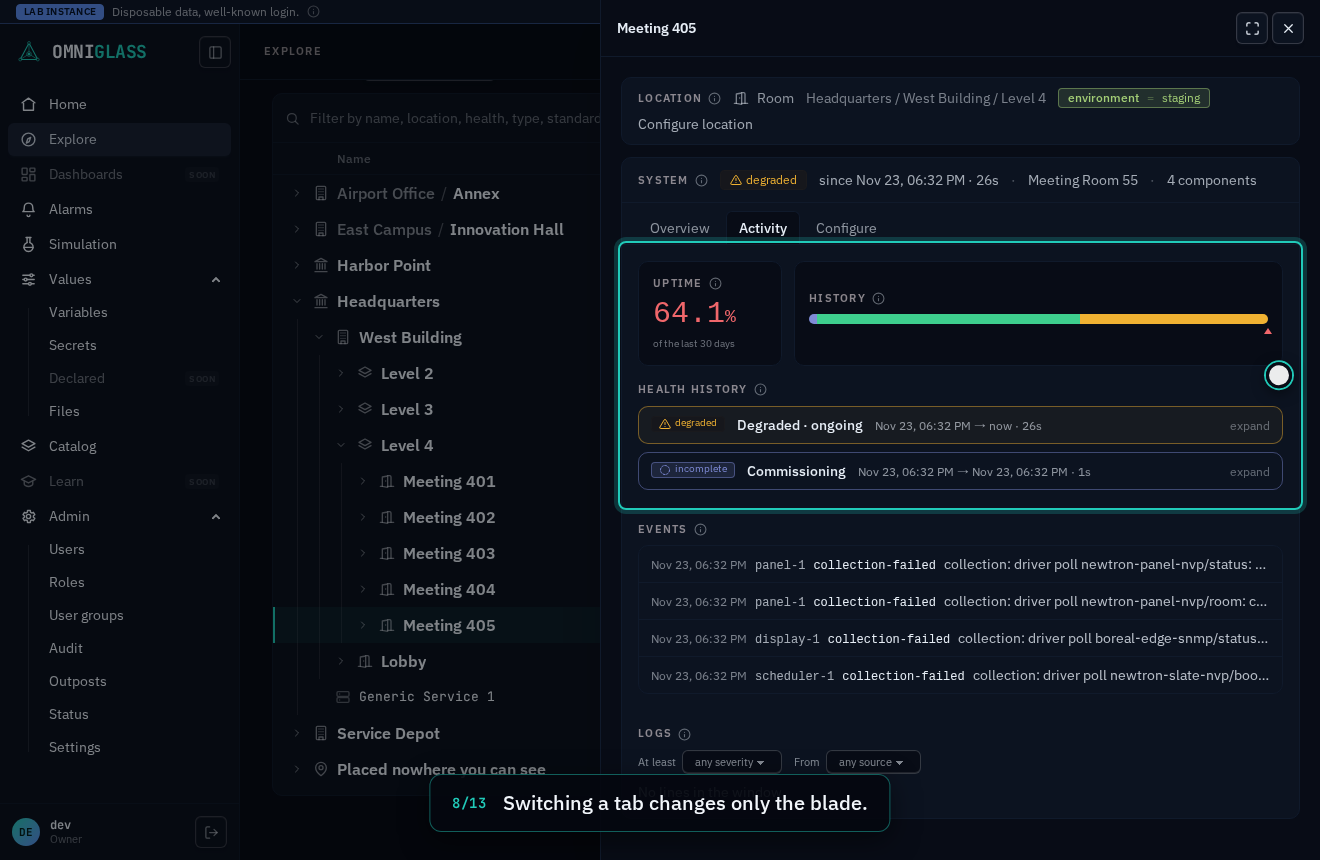 LAB INSTANCE Disposable data, well-known login.
OMNIGLASS
Home
Explore
Dashboards SOON
Alarms
Simulation
Values
Variables
Secrets
Declared SOON
Files
Catalog
Learn SOON
Admin
Users
Roles
User groups
Audit
Outposts
Status
Settings
DE dev
Owner
EXPLORE
Filter by name, location, health, type, standard
Name
Airport Office / Annex
East Campus / Innovation Hall
Harbor Point
Headquarters
West Building
Level 2
Level 3
Level 4
Meeting 401
Meeting 402
Meeting 403
Meeting 404
Meeting 405
Lobby
Generic Service 1
Service Depot
Placed nowhere you can see
Meeting 405
LOCATION Room Headquarters / West Building / Level 4 environment = staging
Configure location
SYSTEM degraded since Nov 23, 06:32 PM · 26s · Meeting Room 55 · 4 components
Overview Activity Configure
UPTIME
64.1%
of the last 30 days
HISTORY
HEALTH HISTORY
degraded Degraded · ongoing Nov 23, 06:32 PM → now · 26s expand
incomplete Commissioning Nov 23, 06:32 PM → Nov 23, 06:32 PM · 1s expand
EVENTS
Nov 23, 06:32 PM panel-1 collection-failed collection: driver poll newtron-panel-nvp/status: ...
Nov 23, 06:32 PM panel-1 collection-failed collection: driver poll newtron-panel-nvp/room: c...
Nov 23, 06:32 PM display-1 collection-failed collection: driver poll boreal-edge-snmp/status...
Nov 23, 06:32 PM scheduler-1 collection-failed collection: driver poll newtron-slate-nvp/boo...
LOGS
At least any severity From any source
No lines in the window
8/13 Switching a tab changes only the blade.